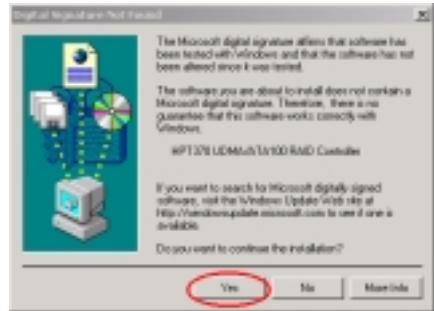 Digital Signature Not Found
The Microsoft digital signature affirms that software has
been tested with Windows and that the software has not
been altered since it was tested.
The software you are about to install does not contain a
Microsoft digital signature. Therefore, there is no
guarantee that this software works correctly with
Windows.
HPT370 UDMA/ATA100 RAID Controller
If you want to search for Microsoft digitally signed
software, visit the Windows Update Web site at
http://windowsupdate.microsoft.com to see if one is
available.
Do you want to continue the installation?
Yes No More Info